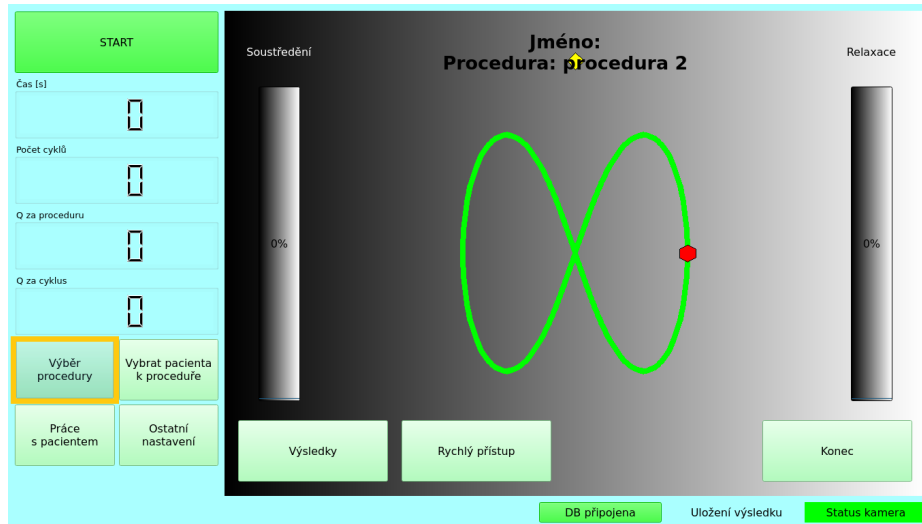 START
Čas [s]
0
Počet cyklů
0
Q za proceduru
0
Q za cyklus
0
Výběr
procedury
Vybrat pacienta
k proceduře
Práce
s pacientem
Ostatní
nastavení
Soustředění
Jméno:
Procedura: procedura 2
Relaxace
0%
0%
Výsledky
Rychlý přístup
Konec
DB připojena
Uložení výsledku
Status kamera